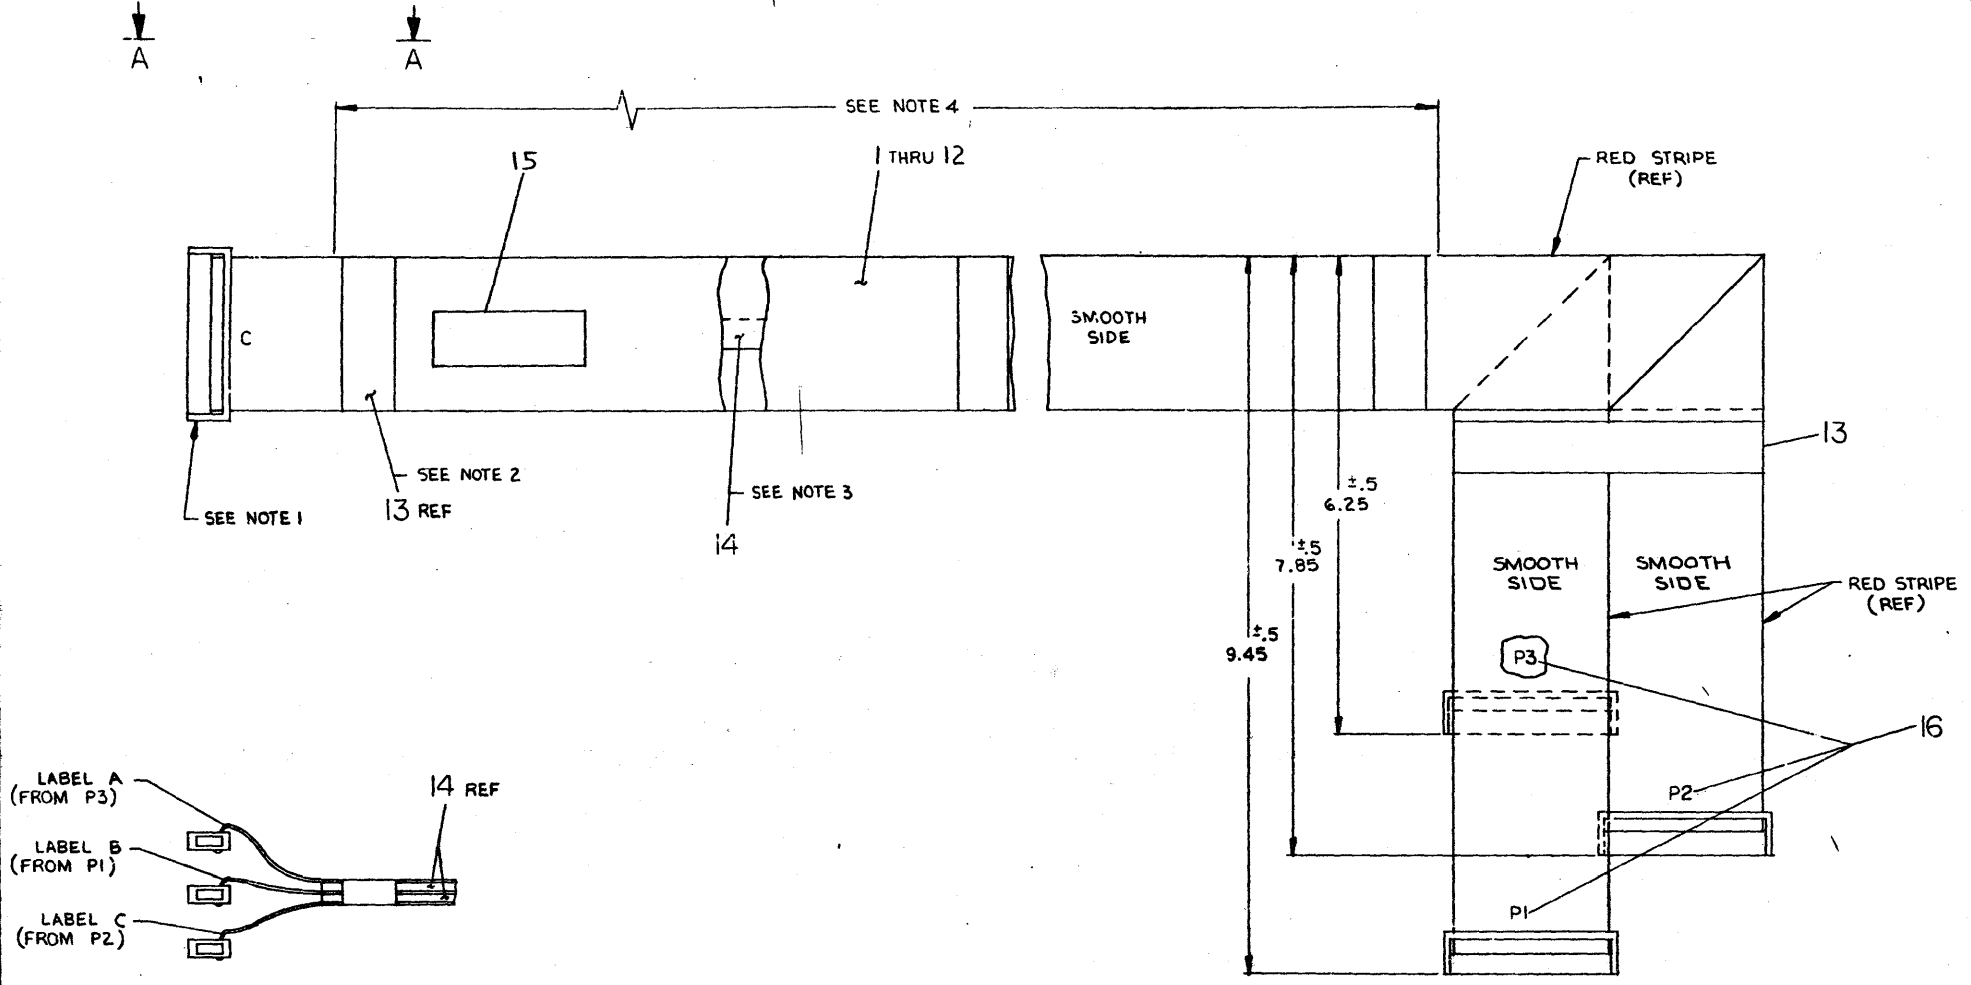 A
A
SEE NOTE 4
15
1 THRU 12
RED STRIPE
(REF)
C
SMOOTH
SIDE
13
SEE NOTE 2
13 REF
SEE NOTE 1
SEE NOTE 3
14
±.5
6.25
±.5
7.85
±.5
9.45
SMOOTH
SIDE
SMOOTH
SIDE
RED STRIPE
(REF)
P3
16
P2
P1
LABEL A
(FROM P3)
14 REF
LABEL B
(FROM P1)
LABEL C
(FROM P2)